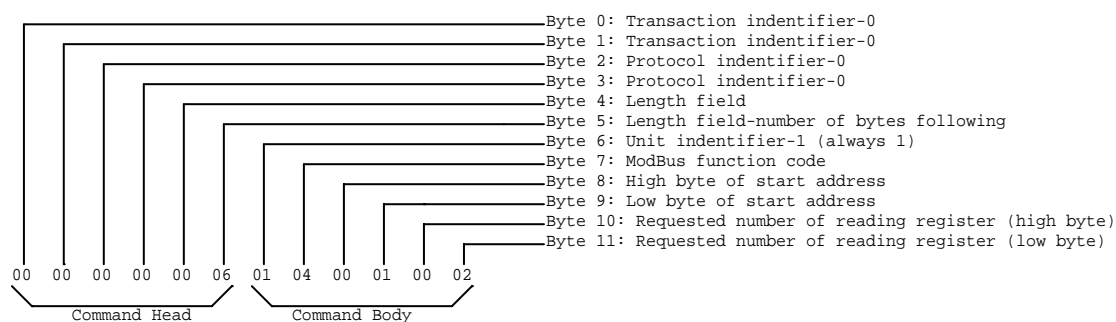 Byte 0: Transaction indentifier-0
Byte 1: Transaction indentifier-0
Byte 2: Protocol indentifier-0
Byte 3: Protocol indentifier-0
Byte 4: Length field
Byte 5: Length field-number of bytes following
Byte 6: Unit indentifier-1 (always 1)
Byte 7: ModBus function code
Byte 8: High byte of start address
Byte 9: Low byte of start address
Byte 10: Requested number of reading register (high byte)
Byte 11: Requested number of reading register (low byte)
00 00 00 00 00 06 01 04 00 01 00 02
Command Head Command Body